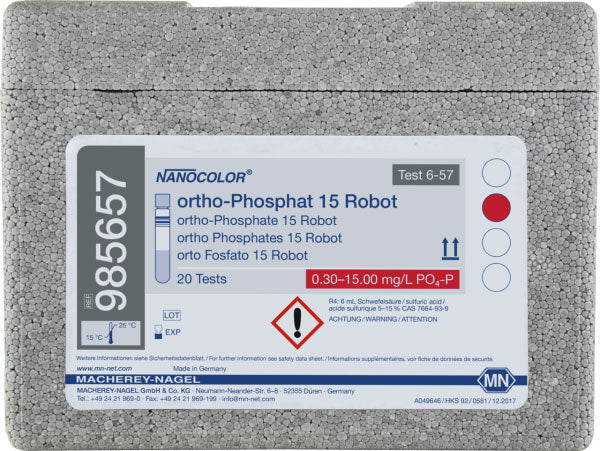 NANOCOLOR®
Test 6-57
ortho-Phosphat 15 Robot
ortho-Phosphate 15 Robot
ortho Phosphates 15 Robot
orto Fosfato 15 Robot
20 Tests
0.30–15.00 mg/L PO4-P
REF
985657
15 °C
25 °C
LOT
EXP
R4: 6 mL Schwefelsäure / sulfuric acid /
acide sulfurique 5–15 % CAS 7664-93-9
ACHTUNG / WARNING / ATTENTION
Weitere Informationen siehe Sicherheitsdatenblatt. / For further information see safety data sheet. / Informations supplémentaires, voir fiche de données de sécurité.
www.mn-net.com Made in Germany
MACHEREY-NAGEL
MACHEREY-NAGEL GmbH & Co. KG · Neumann-Neander-Str. 6–8 · 52355 Düren · Germany
Tel.: +49 24 21 969-0 · Fax: +49 24 21 969-199 · info@mn-net.com
MN
A049646 / HKS 92 / 0581 / 12.2017